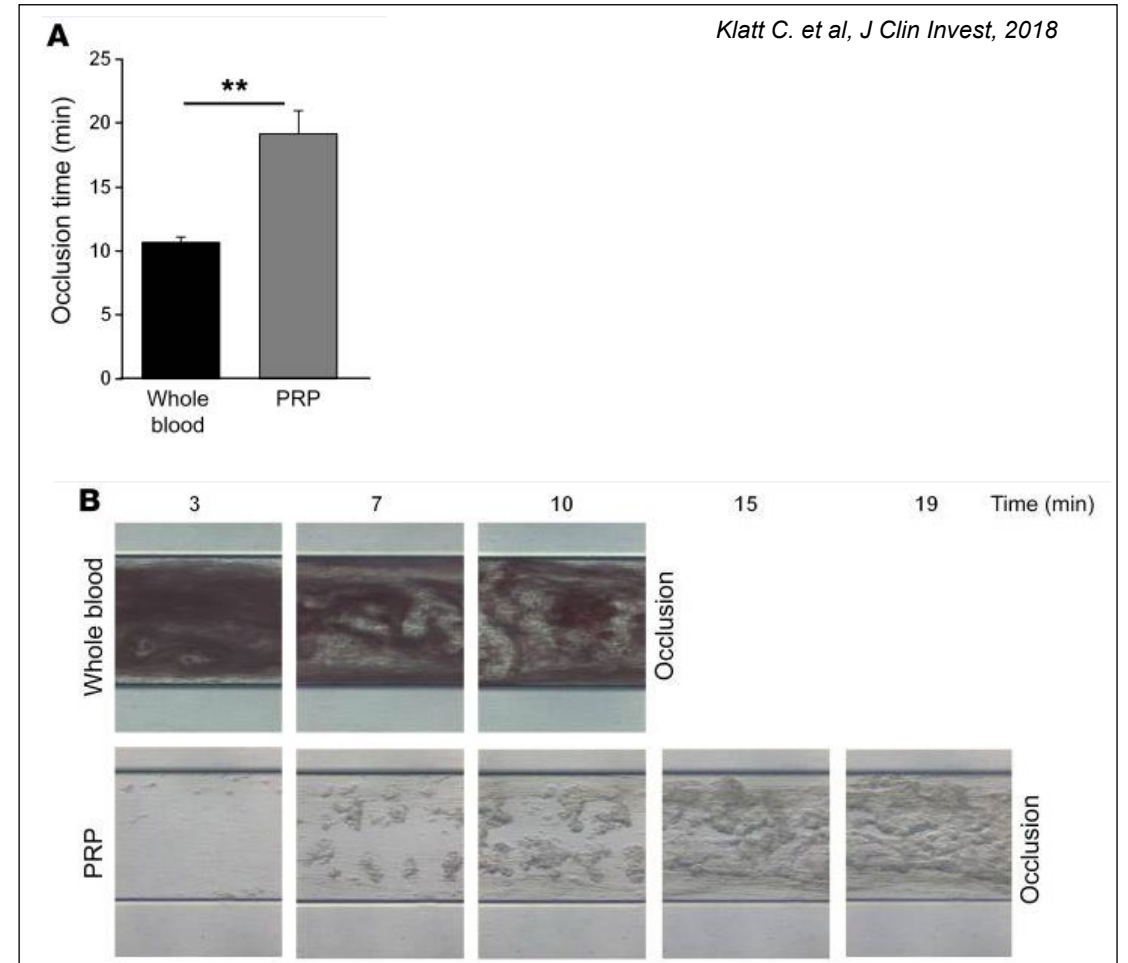 A
Klatt C. et al, J Clin Invest, 2018
Occlusion time (min)
25
20
15
10
5
0
**
Whole
blood
PRP
B
3 7 10 15 19 Time (min)
Whole blood
Occlusion
PRP
Occlusion